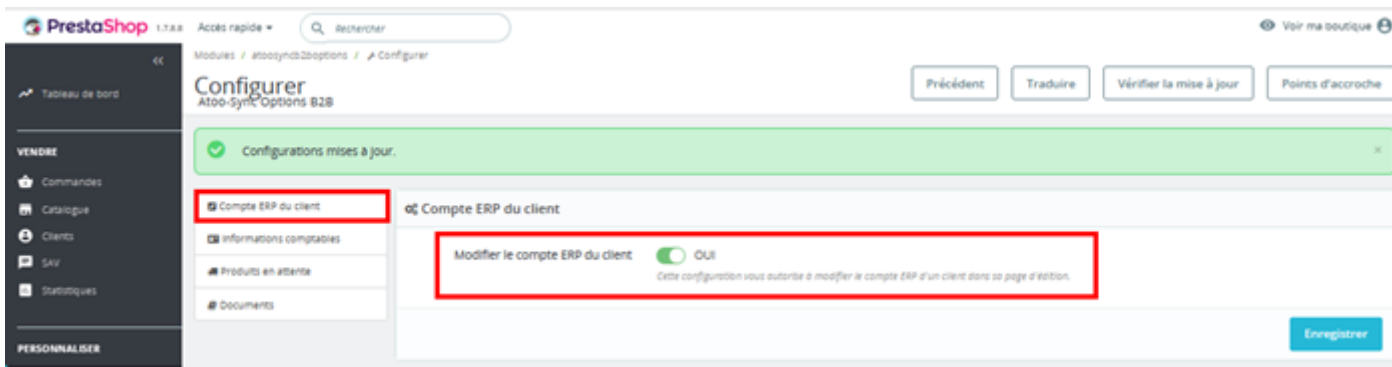 PrestaShop 1.7.8.8 Accès rapide Rechercher Voir ma boutique
Modules / atoosyncb2boptions / Configurer
Configurer
Atoo-Sync Options B2B
Précédent Traduire Vérifier la mise à jour Points d'accroche
Tableau de bord
VENDRE
Commandes
Catalogue
Clients
SAV
Statistiques
PERSONNALISER
Configurations mises à jour.
Compte ERP du client
Informations comptables
Produits en attente
Documents
Compte ERP du client
Modifier le compte ERP du client OUI
Cette configuration vous autorise à modifier le compte ERP d'un client dans sa page d'édition.
Enregistrer